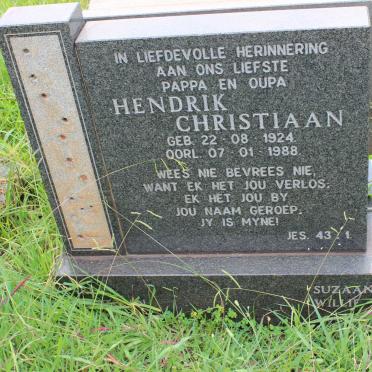 IN LIEFDEVOLLE HERINNERING
AAN ONS LIEFSTE
PAPPA EN OUPA
HENDRIK
CHRISTIAAN
GEB. 22-08-1924
OORL. 07-01-1988
WEES NIE BEVREES NIE,
WANT EK HET JOU VERLOS.
EK HET JOU BY
JOU NAAM GEROEP.
JY IS MYNE!
JES. 43 : 1
SUZAAN
WILLIE